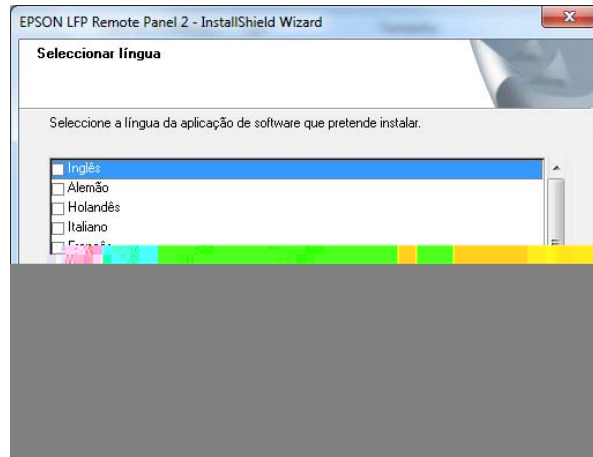 EPSON LFP Remote Panel 2 - InstallShield Wizard
Seleccionar língua
Seleccione a língua da aplicação de software que pretende instalar.
Inglês
Alemão
Holandês
Italiano